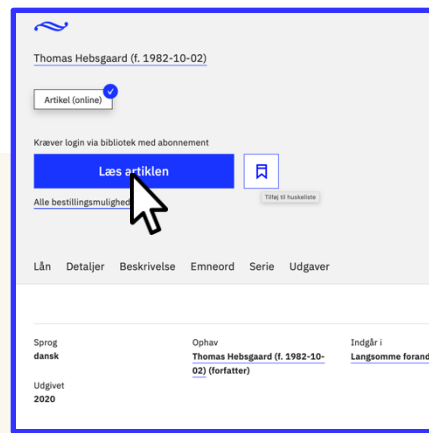 Thomas Hebsgaard (f. 1982-10-02)
Artikel (online)
Kræver login via bibliotek med abonnement
Læs artiklen
Alle bestillingsmulighed
Tilføj til huskeliste
Lån Detaljer Beskrivelse Emneord Serie Udgaver
Sprog
dansk
Udgivet
2020
Ophav
Thomas Hebsgaard (f. 1982-10-
02) (forfatter)
Indgår i
Langsomme forand